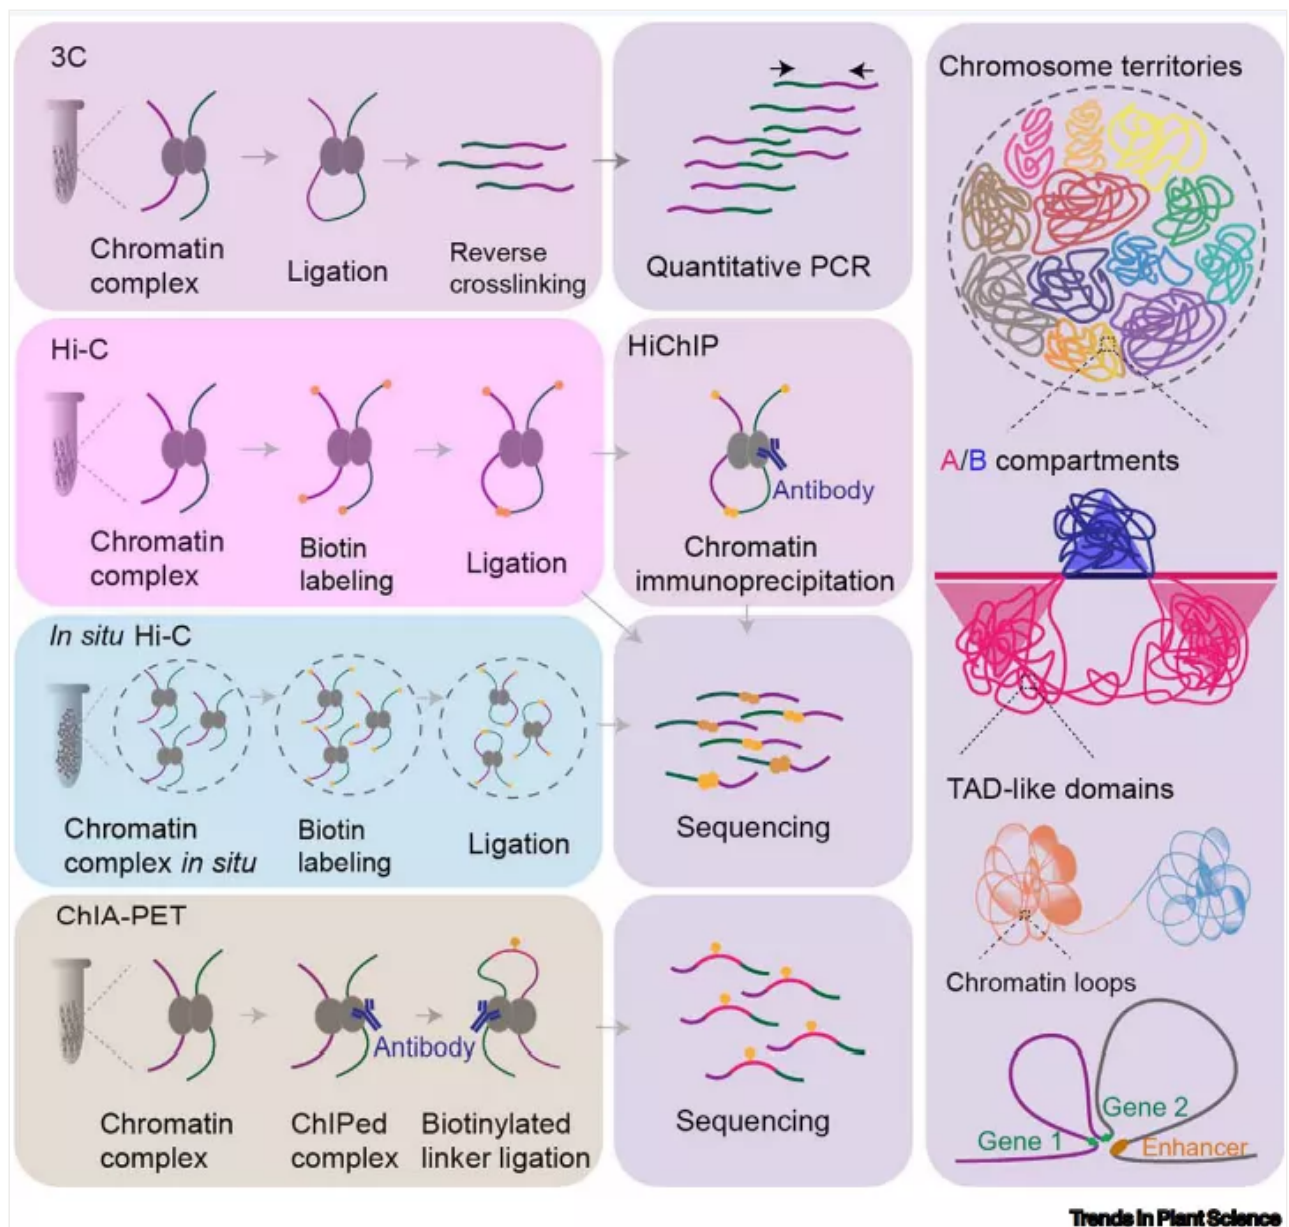 3C
Chromatin
complex
Ligation
Reverse
crosslinking
Quantitative PCR
Hi-C
Chromatin
complex
Biotin
labeling
Ligation
HiChIP
Antibody
Chromatin
immunoprecipitation
In situ Hi-C
Chromatin
complex in situ
Biotin
labeling
Ligation
Sequencing
ChIA-PET
Chromatin
complex
Antibody
ChIPed
complex
Biotinylated
linker ligation
Sequencing
Chromosome territories
A/B compartments
TAD-like domains
Chromatin loops
Gene 2
Gene 1
Enhancer
Trends in Plant Science